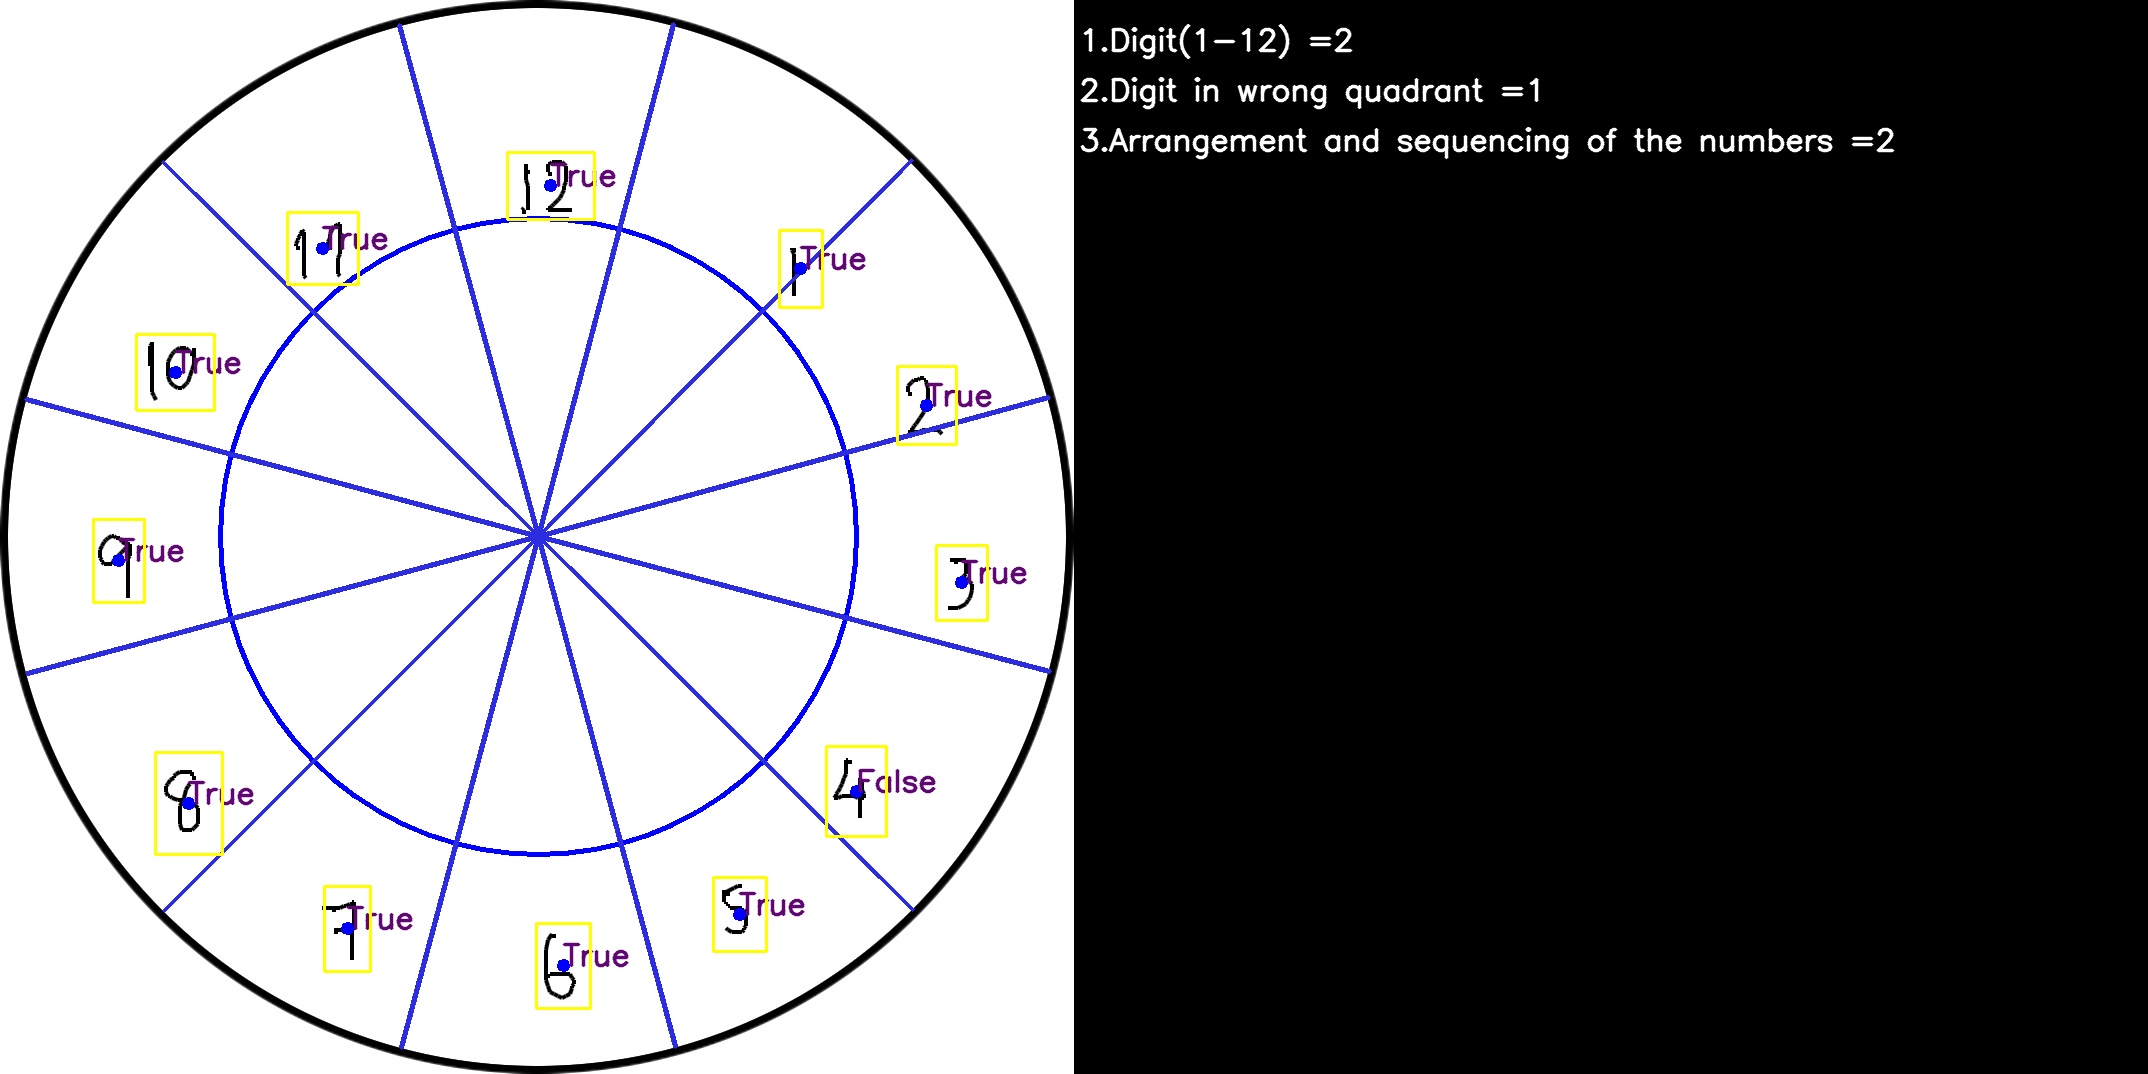 12 True
11 True
1 True
10 True
2 True
9 True
3 True
4 False
8 True
5 True
7 True
6 True
1.Digit(1-12) =2
2.Digit in wrong quadrant =1
3.Arrangement and sequencing of the numbers =2